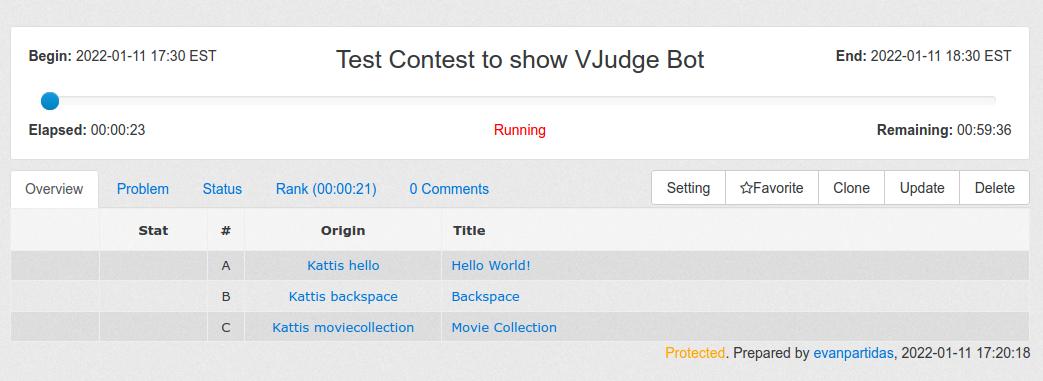 Begin: 2022-01-11 17:30 EST Test Contest to show VJudge Bot End: 2022-01-11 18:30 EST
Elapsed: 00:00:23 Running Remaining: 00:59:36
Overview Problem Status Rank (00:00:21) 0 Comments Setting ☆Favorite Clone Update Delete
Stat # Origin Title
A Kattis hello Hello World!
B Kattis backspace Backspace
C Kattis moviecollection Movie Collection
Protected. Prepared by evanpartidas, 2022-01-11 17:20:18